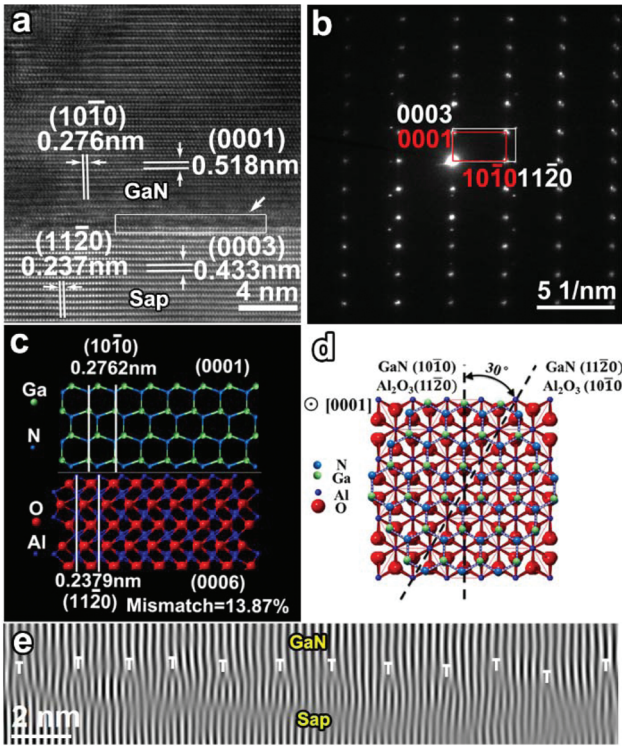 a
(101̄0)
0.276nm
(0001)
0.518nm
GaN
(112̄0)
0.237nm
(0003)
0.433nm
Sap
4 nm
b
0003
0001
101̄0
112̄0
5 1/nm
c
(101̄0)
0.2762nm
(0001)
Ga
N
O
Al
0.2379nm
(112̄0)
(0006)
Mismatch=13.87%
d
GaN (101̄0)
Al₂O₃(112̄0)
30°
GaN (112̄0)
Al₂O₃ (101̄0)
[0001]
N
Ga
Al
O
e
GaN
T T T T T T T T T T T T
Sap
2 nm